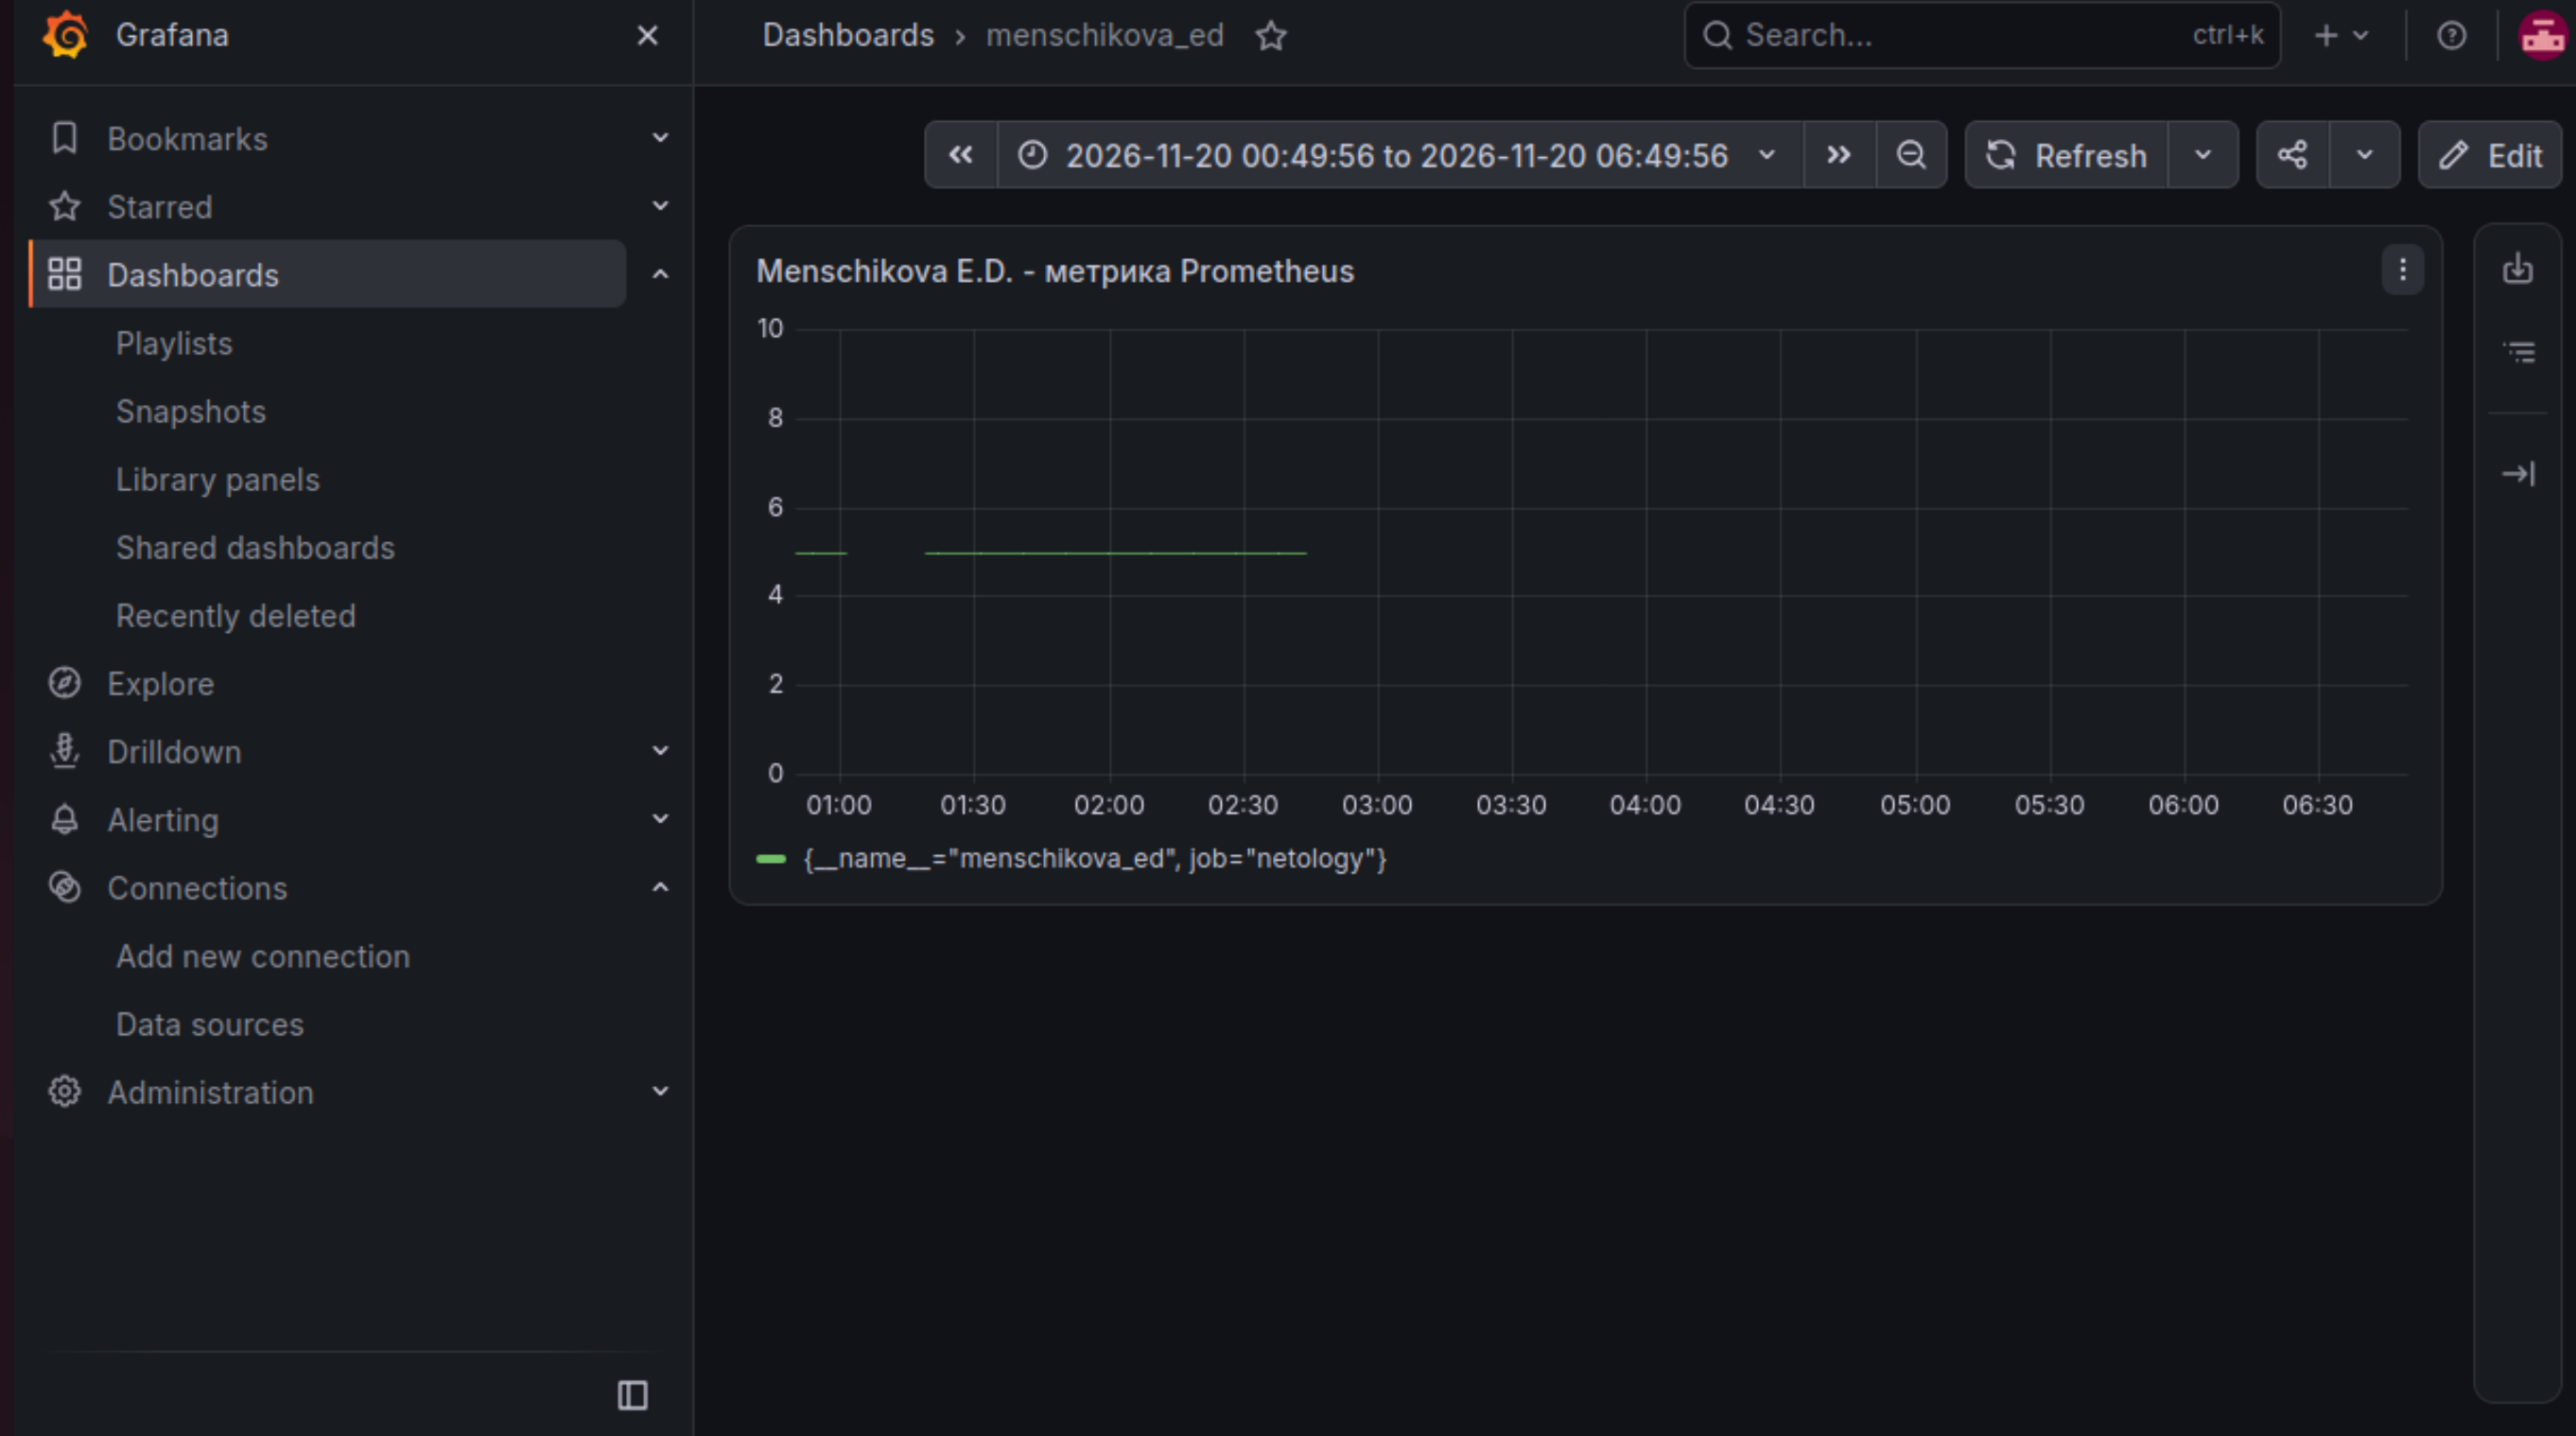 Grafana
Dashboards › menschikova_ed
Search...
ctrl+k
Bookmarks
Starred
Dashboards
Playlists
Snapshots
Library panels
Shared dashboards
Recently deleted
Explore
Drilldown
Alerting
Connections
Add new connection
Data sources
Administration
2026-11-20 00:49:56 to 2026-11-20 06:49:56
Refresh
Edit
Menschikova E.D. - метрика Prometheus
10
8
6
4
2
0
01:00 01:30 02:00 02:30 03:00 03:30 04:00 04:30 05:00 05:30 06:00 06:30
{__name__="menschikova_ed", job="netology"}